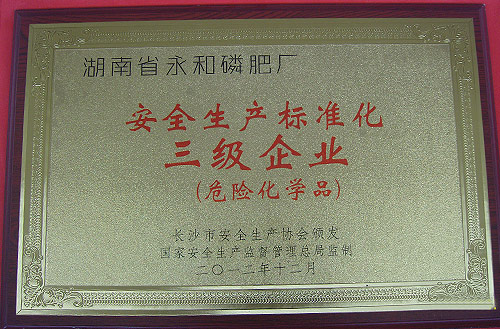 湖南省永和磷肥厂
安全生产标准化
三级企业
(危险化学品)
长沙市安全生产协会颁发
国家安全生产监督管理总局监制
二〇一二年十二月